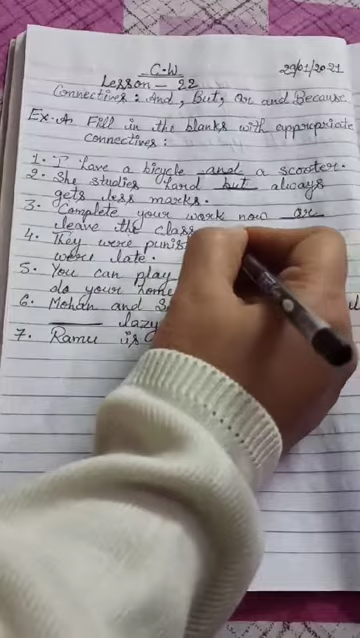 C.W
29/01/2021
Lesson - 22
Connectives: And, But, Or and Because
Ex-A Fill in the blanks with appropriate
connectives:
1. I have a bicycle and a scooter.
2. She studies hard but always
gets less marks.
3. Complete your work now or
leave the class
4. They were
were late.
5. You can play
do your
6. Mohan and
____ lazy
7. Ramu is